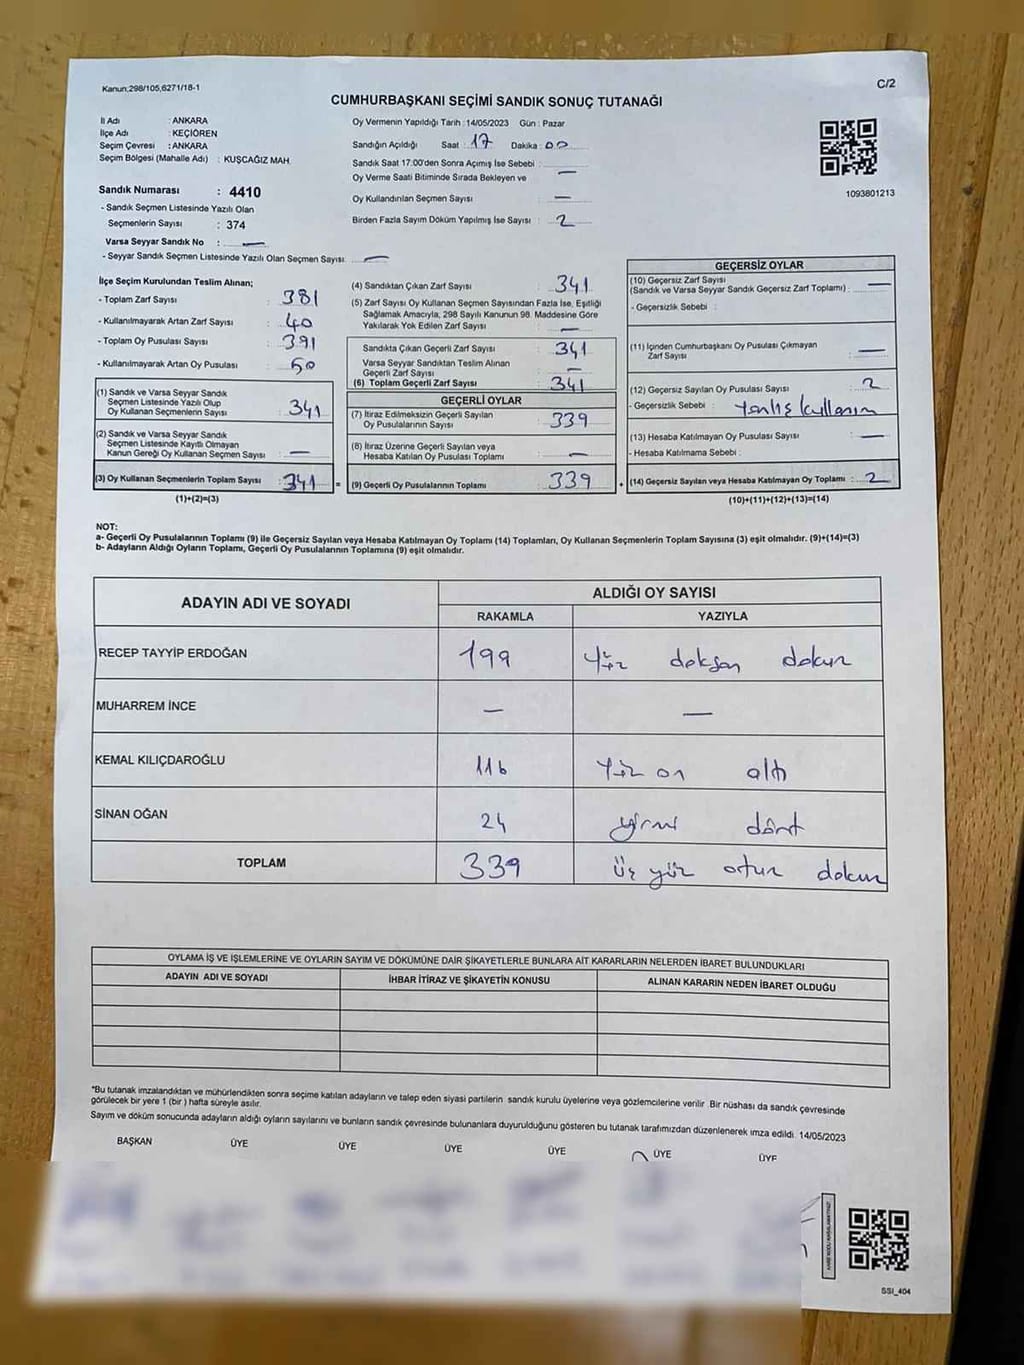 Kanun;298/105,6271/18-1
C/2
CUMHURBAŞKANI SEÇİMİ SANDIK SONUÇ TUTANAĞI
İl Adı : ANKARA
İlçe Adı : KEÇİÖREN
Seçim Çevresi : ANKARA
Seçim Bölgesi (Mahalle Adı) : KUŞCAĞIZ MAH.
Sandık Numarası : 4410
- Sandık Seçmen Listesinde Yazılı Olan
Seçmenlerin Sayısı : 374
Varsa Seyyar Sandık No : —
- Seyyar Sandık Seçmen Listesinde Yazılı Olan Seçmen Sayısı: —
Oy Vermenin Yapıldığı Tarih :14/05/2023 Gün : Pazar
Sandığın Açıldığı Saat : 17 Dakika : 00
Sandık Saat 17:00'den Sonra Açımış İse Sebebi :
Oy Verme Saati Bitiminde Sırada Bekleyen ve —
Oy Kullandırılan Seçmen Sayısı : —
Birden Fazla Sayım Döküm Yapılmış İse Sayısı : 2
1093801213
İlçe Seçim Kurulundan Teslim Alınan;
- Toplam Zarf Sayısı : 381
- Kullanılmayarak Artan Zarf Sayısı : 40
- Toplam Oy Pusulası Sayısı : 391
- Kullanılmayarak Artan Oy Pusulası : 50
(1) Sandık ve Varsa Seyyar Sandık
Seçmen Listesinde Yazılı Olup
Oy Kullanan Seçmenlerin Sayısı : 341
(2) Sandık ve Varsa Seyyar Sandık
Seçmen Listesinde Kayıtlı Olmayan
Kanun Gereği Oy Kullanan Seçmen Sayısı : —
(3) Oy Kullanan Seçmenlerin Toplam Sayısı : 341 =
(1)+(2)=(3)
(4) Sandıktan Çıkan Zarf Sayısı : 341
(5) Zarf Sayısı Oy Kullanan Seçmen Sayısından Fazla İse, Eşitliği
Sağlamak Amacıyla, 298 Sayılı Kanunun 98. Maddesine Göre
Yakılarak Yok Edilen Zarf Sayısı : —
Sandıkta Çıkan Geçerli Zarf Sayısı : 341
Varsa Seyyar Sandıktan Teslim Alınan
Geçerli Zarf Sayısı : —
(6) Toplam Geçerli Zarf Sayısı : 341
GEÇERLİ OYLAR
(7) İtiraz Edilmeksizin Geçerli Sayılan
Oy Pusulalarının Sayısı : 339
(8) İtiraz Üzerine Geçerli Sayılan veya
Hesaba Katılan Oy Pusulası Toplamı : —
(9) Geçerli Oy Pusulalarının Toplamı : 339 +
GEÇERSİZ OYLAR
(10) Geçersiz Zarf Sayısı
(Sandık ve Varsa Seyyar Sandık Geçersiz Zarf Toplamı) : —
- Geçersizlik Sebebi :
(11) İçinden Cumhurbaşkanı Oy Pusulası Çıkmayan
Zarf Sayısı : —
(12) Geçersiz Sayılan Oy Pusulası Sayısı : 2
- Geçersizlik Sebebi : Yanlış kullanım
(13) Hesaba Katılmayan Oy Pusulası Sayısı : —
- Hesaba Katılmama Sebebi :
(14) Geçersiz Sayılan veya Hesaba Katılmayan Oy Toplamı : 2
(10)+(11)+(12)+(13)=(14)
NOT:
a- Geçerli Oy Pusulalarının Toplamı (9) ile Geçersiz Sayılan veya Hesaba Katılmayan Oy Toplamı (14) Toplamları, Oy Kullanan Seçmenlerin Toplam Sayısına (3) eşit olmalıdır. (9)+(14)=(3)
b- Adayların Aldığı Oyların Toplamı, Geçerli Oy Pusulalarının Toplamına (9) eşit olmalıdır.
ADAYIN ADI VE SOYADI
ALDIĞI OY SAYISI
RAKAMLA YAZIYLA
RECEP TAYYİP ERDOĞAN 199 Yüz doksan dokuz
MUHARREM İNCE — —
KEMAL KILIÇDAROĞLU 116 Yüz on altı
SİNAN OĞAN 24 yirmi dört
TOPLAM 339 üç yüz otuz dokuz
OYLAMA İŞ VE İŞLEMLERİNE VE OYLARIN SAYIM VE DÖKÜMÜNE DAİR ŞİKAYETLERLE BUNLARA AİT KARARLARIN NELERDEN İBARET BULUNDUKLARI
ADAYIN ADI VE SOYADI İHBAR İTİRAZ VE ŞİKAYETİN KONUSU ALINAN KARARIN NEDEN İBARET OLDUĞU
*Bu tutanak imzalandıktan ve mühürlendikten sonra seçime katılan adayların ve talep eden siyasi partilerin sandık kurulu üyelerine veya gözlemcilerine verilir .Bir nüshası da sandık çevresinde
görülecek bir yere 1 (bir ) hafta süreyle asılır.
Sayım ve döküm sonucunda adayların aldığı oyların sayılarını ve bunların sandık çevresinde bulunanlara duyurulduğunu gösteren bu tutanak tarafımızdan düzenlenerek imza edildi. 14/05/2023
BAŞKAN ÜYE ÜYE ÜYE ÜYE ÜYE ÜYE
SSI_404